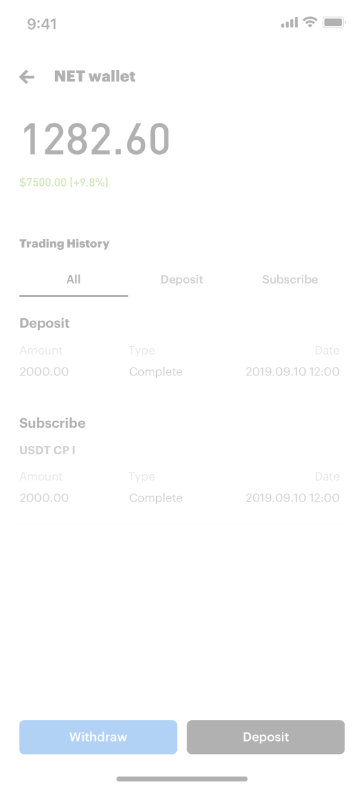 9:41
NET wallet
1282.60
$7500.00 (+9.8%)
Trading History
All Deposit Subscribe
Deposit
Amount Type Date
2000.00 Complete 2019.09.10 12:00
Subscribe
USDT CP I
Amount Type Date
2000.00 Complete 2019.09.10 12:00
Withdraw Deposit